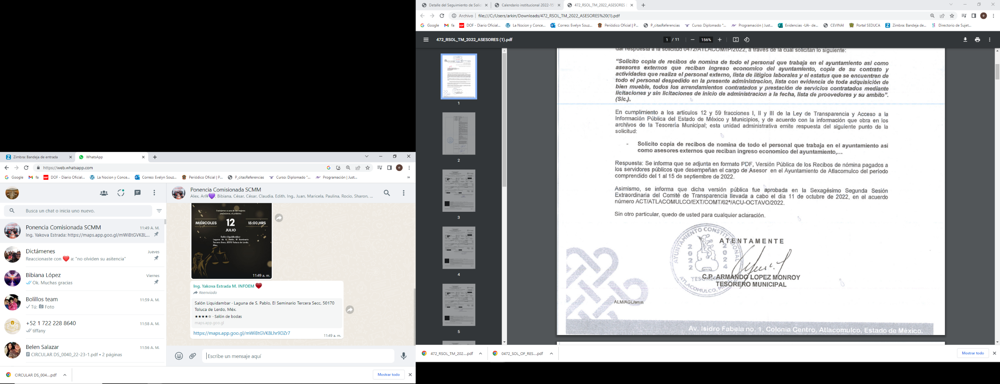 Zimbra: Bandeja de entrada
WhatsApp
https://web.whatsapp.com
Google
fa
DOF - Diario Oficial...
La Nocion y Conce...
Correo: Evelyn Souz...
Periódico Oficial | P...
P_citasReferencias
Curso: Diplomado "...
Programación | Just...
»
Busca un chat o inicia uno nuevo.
Ponencia Comisionada SCMM
11:49 A. M.
Ing. Yakova Estrada: https://maps.app.goo.gl/mWiBtGVK8L...
Dictámenes
Jueves
Reaccionaste con ❤️ a: "no olviden su asitencia"
Bibiana López
Viernes
Ok. Muchas gracias
Bolillos team
11:59 A. M.
Tú: Foto
+52 1 722 228 8640
11:58 A. M.
tiffany
Belen Salazar
11:56 A. M.
CIRCULAR DS_0040_22-23-1.pdf • 2 páginas
Ponencia Comisionada SCMM
Alex, Arl¥💜, Bibiana, César, César, Claudia, Edith, Ing., Juan, Maricela, Paulina, Rocio, Sharon, ...
Festejemos a una de las mejores
profesiones, el próximo:
MIÉRCOLES 12 15:00 HRS
JULIO
Salón Liquidambar
Laguna de S. Pablo, El Seminario
Tercera Secc, 50170 Toluca de Lerdo,
Méx.
11:49 a. m.
Ing. Yakova Estrada M. INFOEM ❤️
Reenviado
Salón Liquidambar · Laguna de S. Pablo, El Seminario Tercera Secc, 50170
Toluca de Lerdo, Méx.
★★★★☆ · Salón de bodas
maps.app.goo.gl
https://maps.app.goo.gl/mWiBtGVK8Lhr9DZr7
11:49 a. m.
Escribe un mensaje aquí
CIRCULAR DS_004....pdf
Mostrar todo
Detalle del Seguimiento de Solic
Calendario institucional 2022-15
472_RSOL_TM_2022_ASESORES (
Archivo
file:///C:/Users/arkin/Downloads/472_RSOL_TM_2022_ASESORES%20(1).pdf
Google
fa
DOF - Diario Oficial...
La Nocion y Conce...
Correo: Evelyn Souz...
Periódico Oficial | P...
P_citasReferencias
Curso: Diplomado "...
Programación | Just...
Evidencias -UA- de...
CEVINAI
Portal SEDUCA
Zimbra: Bandeja de...
Directorio de Sujet...
472_RSOL_TM_2022_ASESORES (1).pdf
1 / 11
156%
1
2
3
4
5
dar respuesta a la solicitud 0472/ATLACOM/IP/2022, a través de la cual solicitan lo siguiente:
“Solicito copia de recibos de nomina de todo el personal que trabaja en el ayuntamiento asi como
asesores externos que reciban ingreso economico del ayuntamiento, copia de su contrato y
actividades que realiza el personal externo, lista de litigios laborales y el estatus que se encuentren de
todo el personal despedido en la presente administracion, lista con evidencia de toda adquisición de
bien mueble, todos los arrendamientos contratados y prestación de servicios contratados mediante
licitaciones y sin licitaciones de inicio de administracion a la fecha, lista de proovedores y su ambito”.
(Sic.).
En cumplimiento a los artículos 12 y 59 fracciones I, II y III de la Ley de Transparencia y Acceso a la
Información Pública del Estado de México y Municipios, y de acuerdo con la información que obra en los
archivos de la Tesorería Municipal; esta unidad administrativa emite respuesta del siguiente punto de la
solicitud:
- Solicito copia de recibos de nomina de todo el personal que trabaja en el ayuntamiento asi
como asesores externos que reciban ingreso economico del ayuntamiento,...
Respuesta: Se informa que se adjunta en formato PDF, Versión Pública de los Recibos de nómina pagados a
los servidores públicos que desempeñan el cargo de Asesor en el Ayuntamiento de Atlacomulco del período
comprendido del 1 al 15 de septiembre de 2022.
Asimismo, se informa que dicha versión pública fue aprobada en la Sexagésimo Segunda Sesión
Extraordinaria del Comité de Transparencia llevada a cabo el día 11 de octubre de 2022, en el acuerdo
número ACT/ATLACOMULCO/EXT/COMT/62ª/ACU-OCTAVO/2022.
Sin otro particular, quedo de usted para cualquier aclaración.
AYUNTAMIENTO CONSTITUCIONAL
2022
2024
TESORERIA
ATLACOMULCO, M
ATENTAMENTE
C.P. ARMANDO LOPEZ MONROY
TESORERO MUNICIPAL
ALM/AGL/smm
Av. Isidro Fabela no. 1, Colonia Centro, Atlacomulco, Estado de México.
472_RSOL_TM_202....pdf
0472_SOL_OF_RES....pdf
Mostrar todo